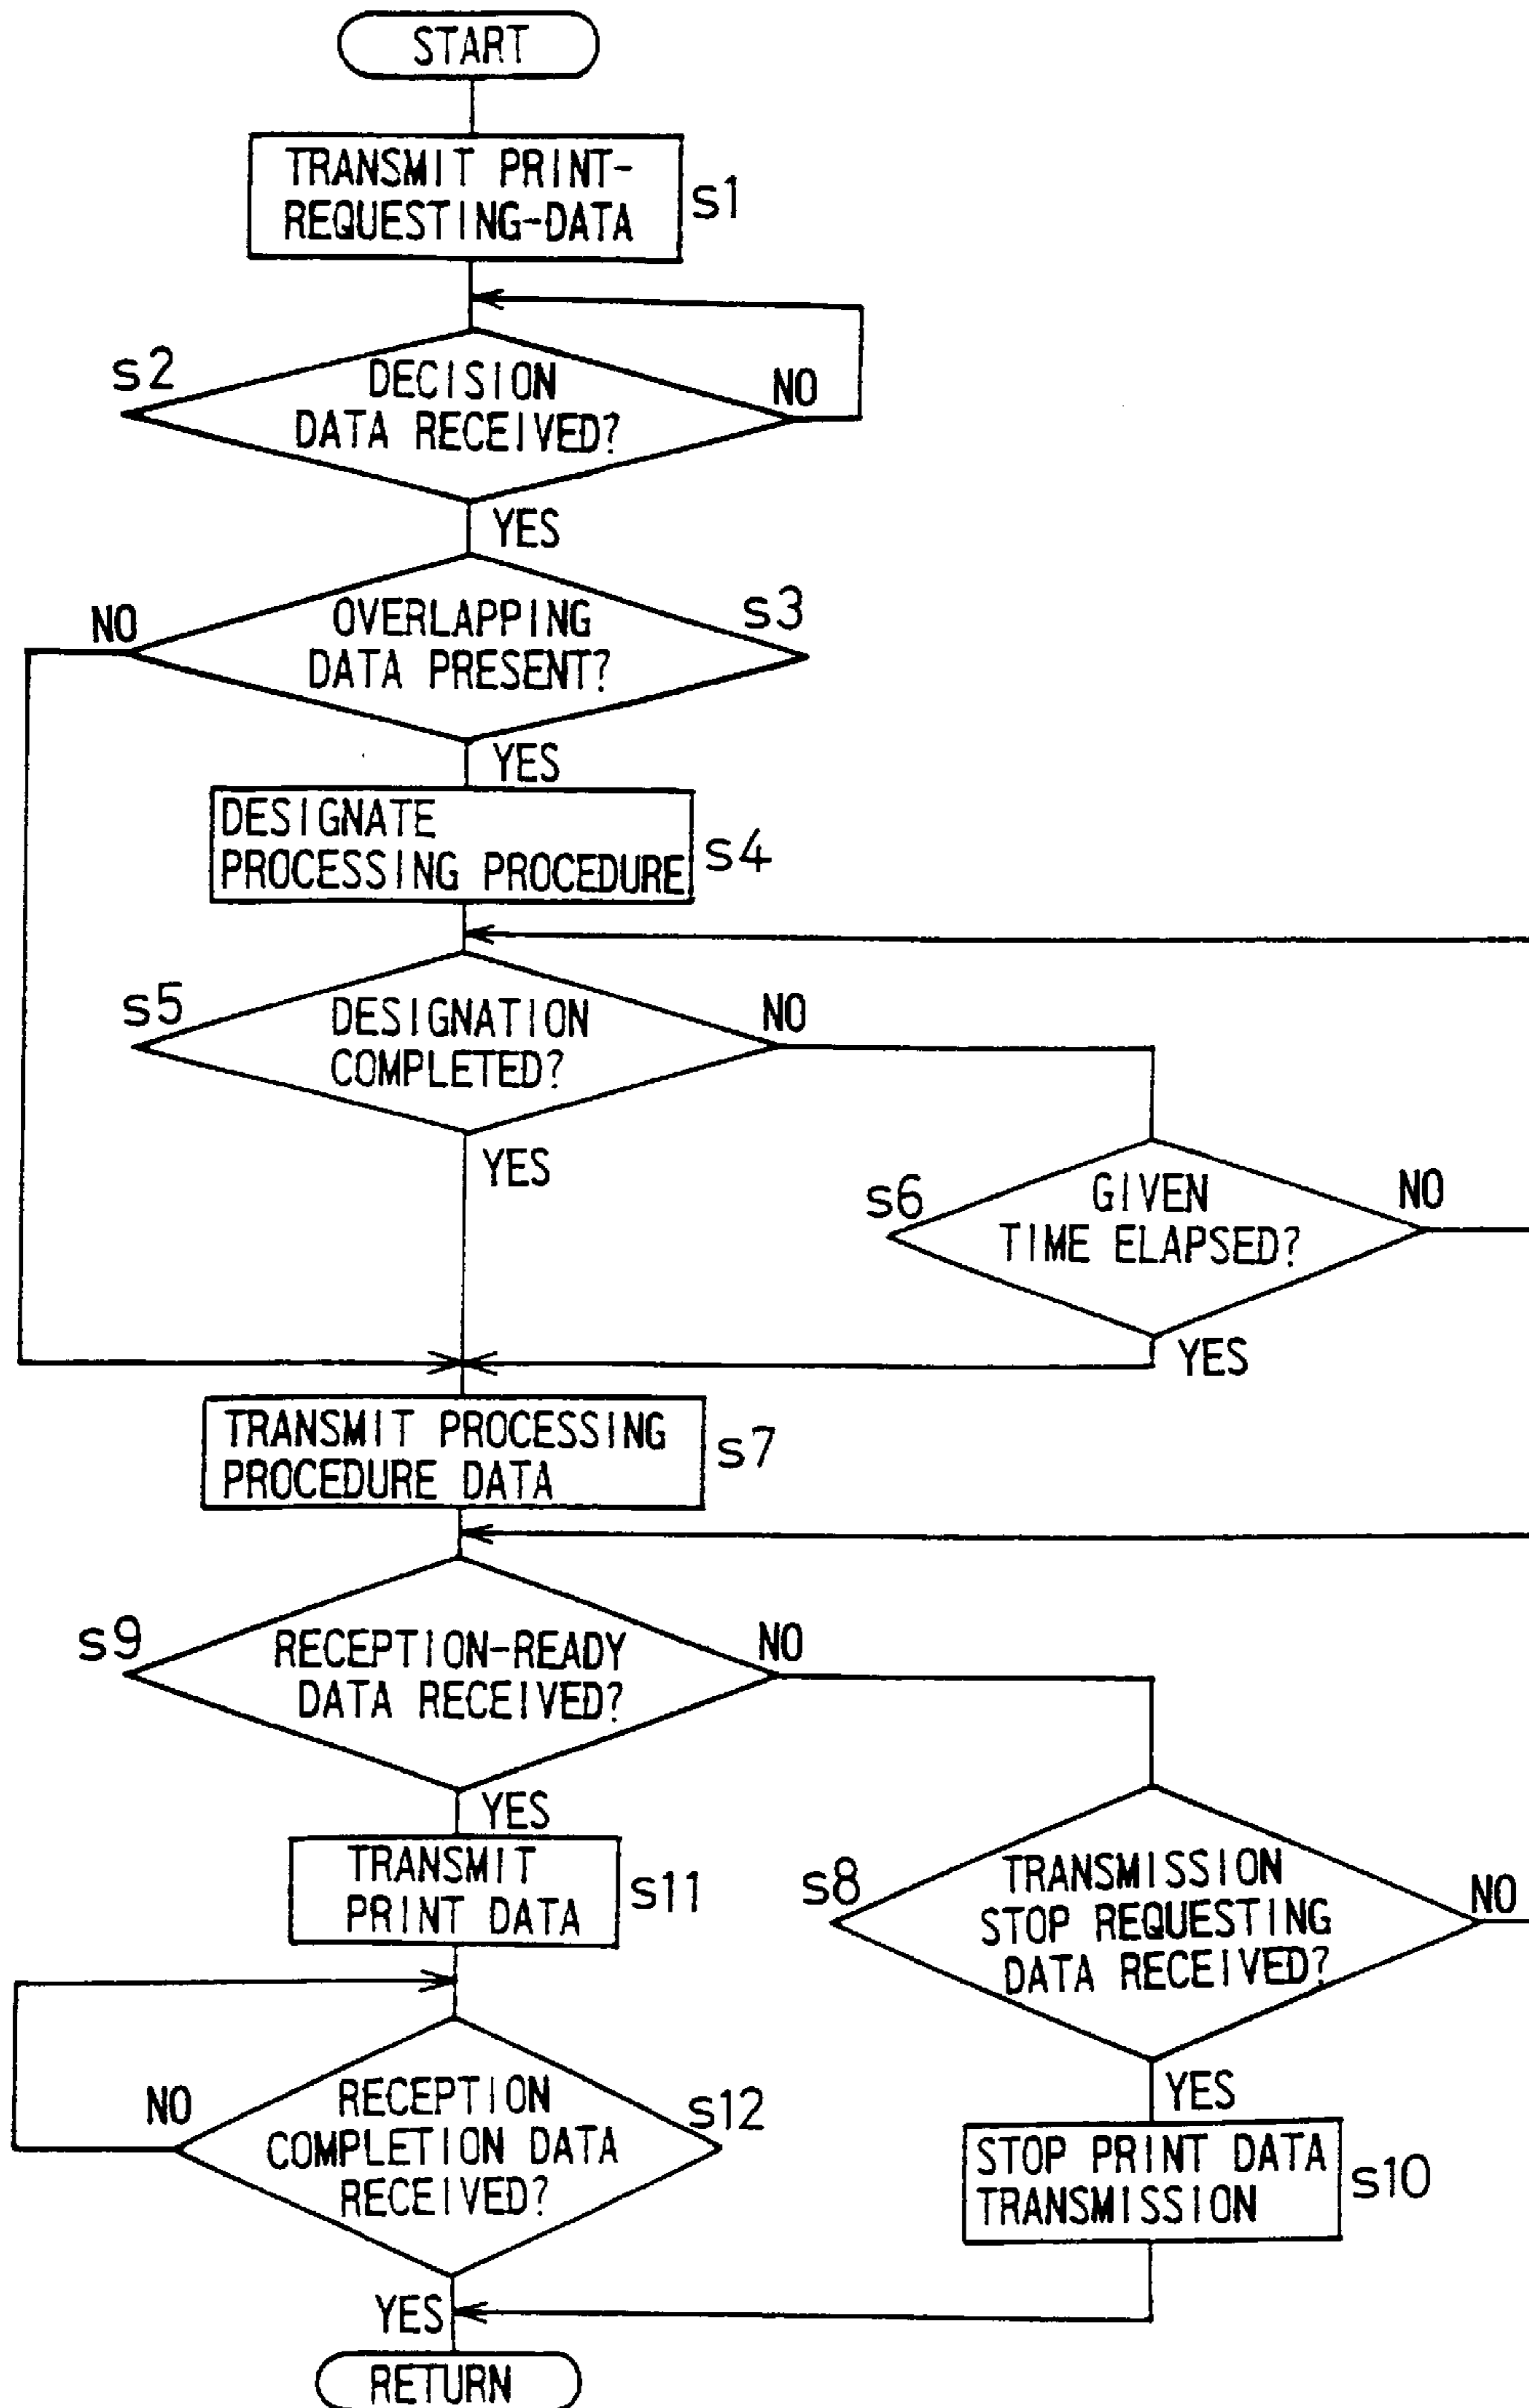 START
TRANSMIT PRINT-
REQUESTING-DATA
s1
s2
DECISION
DATA RECEIVED?
NO
YES
NO
OVERLAPPING
DATA PRESENT?
s3
YES
DESIGNATE
PROCESSING PROCEDURE
s4
s5
DESIGNATION
COMPLETED?
NO
YES
s6
GIVEN
TIME ELAPSED?
NO
YES
TRANSMIT PROCESSING
PROCEDURE DATA
s7
s9
RECEPTION-READY
DATA RECEIVED?
NO
YES
TRANSMIT
PRINT DATA
s11
s8
TRANSMISSION
STOP REQUESTING
DATA RECEIVED?
NO
YES
NO
RECEPTION
COMPLETION DATA
RECEIVED?
s12
STOP PRINT DATA
TRANSMISSION
s10
YES
RETURN